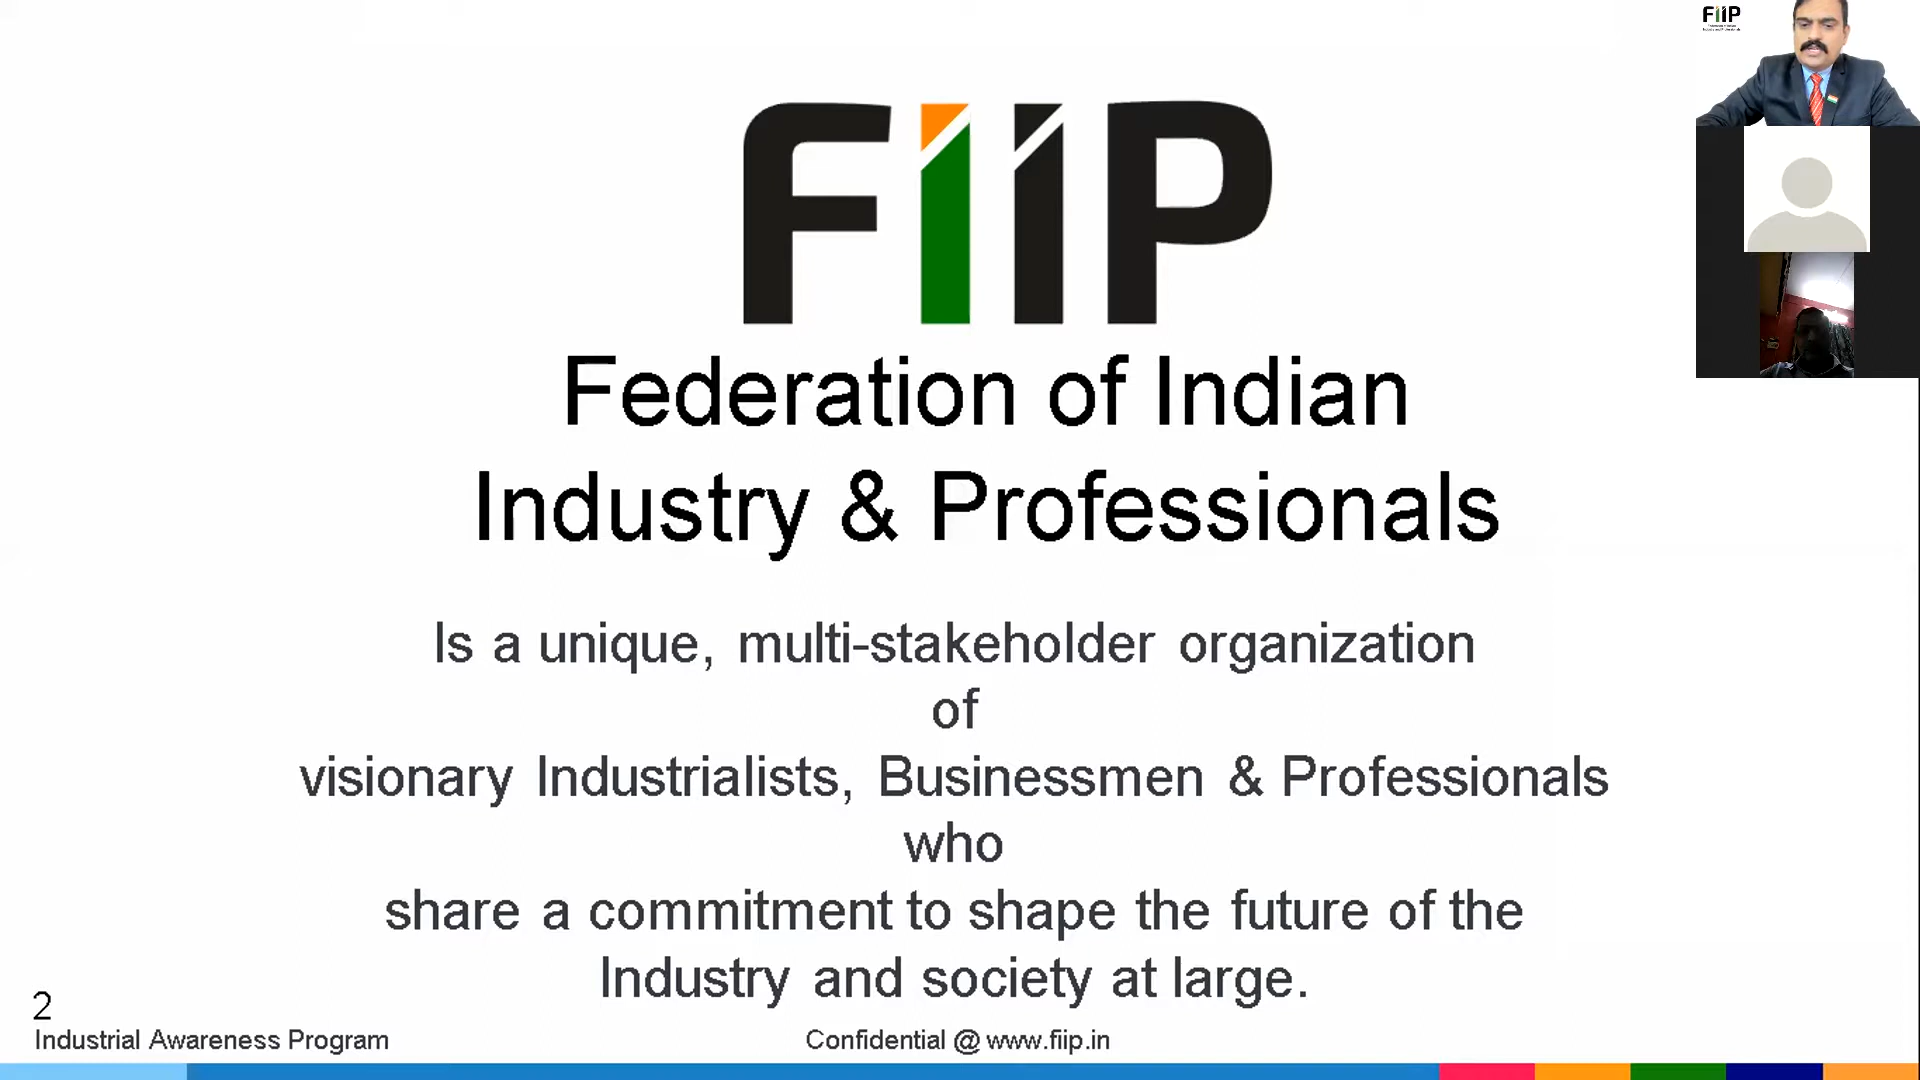 FiiP
Federation of Indian
Industry & Professionals
Is a unique, multi-stakeholder organization
of
visionary Industrialists, Businessmen & Professionals
who
share a commitment to shape the future of the
Industry and society at large.
2
Industrial Awareness Program
Confidential @ www.fiip.in
FiiP